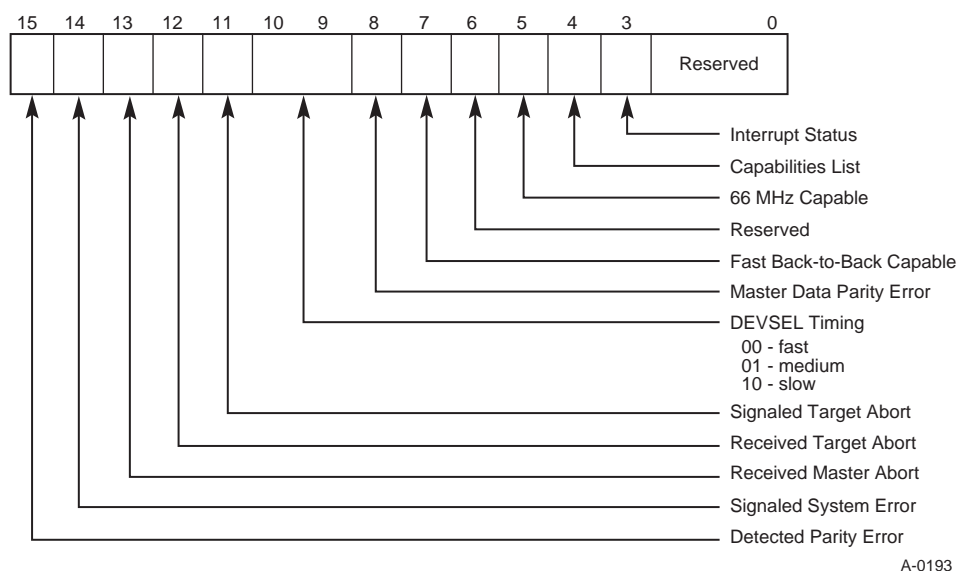 15 14 13 12 11 10 9 8 7 6 5 4 3 0
Reserved
Interrupt Status
Capabilities List
66 MHz Capable
Reserved
Fast Back-to-Back Capable
Master Data Parity Error
DEVSEL Timing
00 - fast
01 - medium
10 - slow
Signaled Target Abort
Received Target Abort
Received Master Abort
Signaled System Error
Detected Parity Error
A-0193